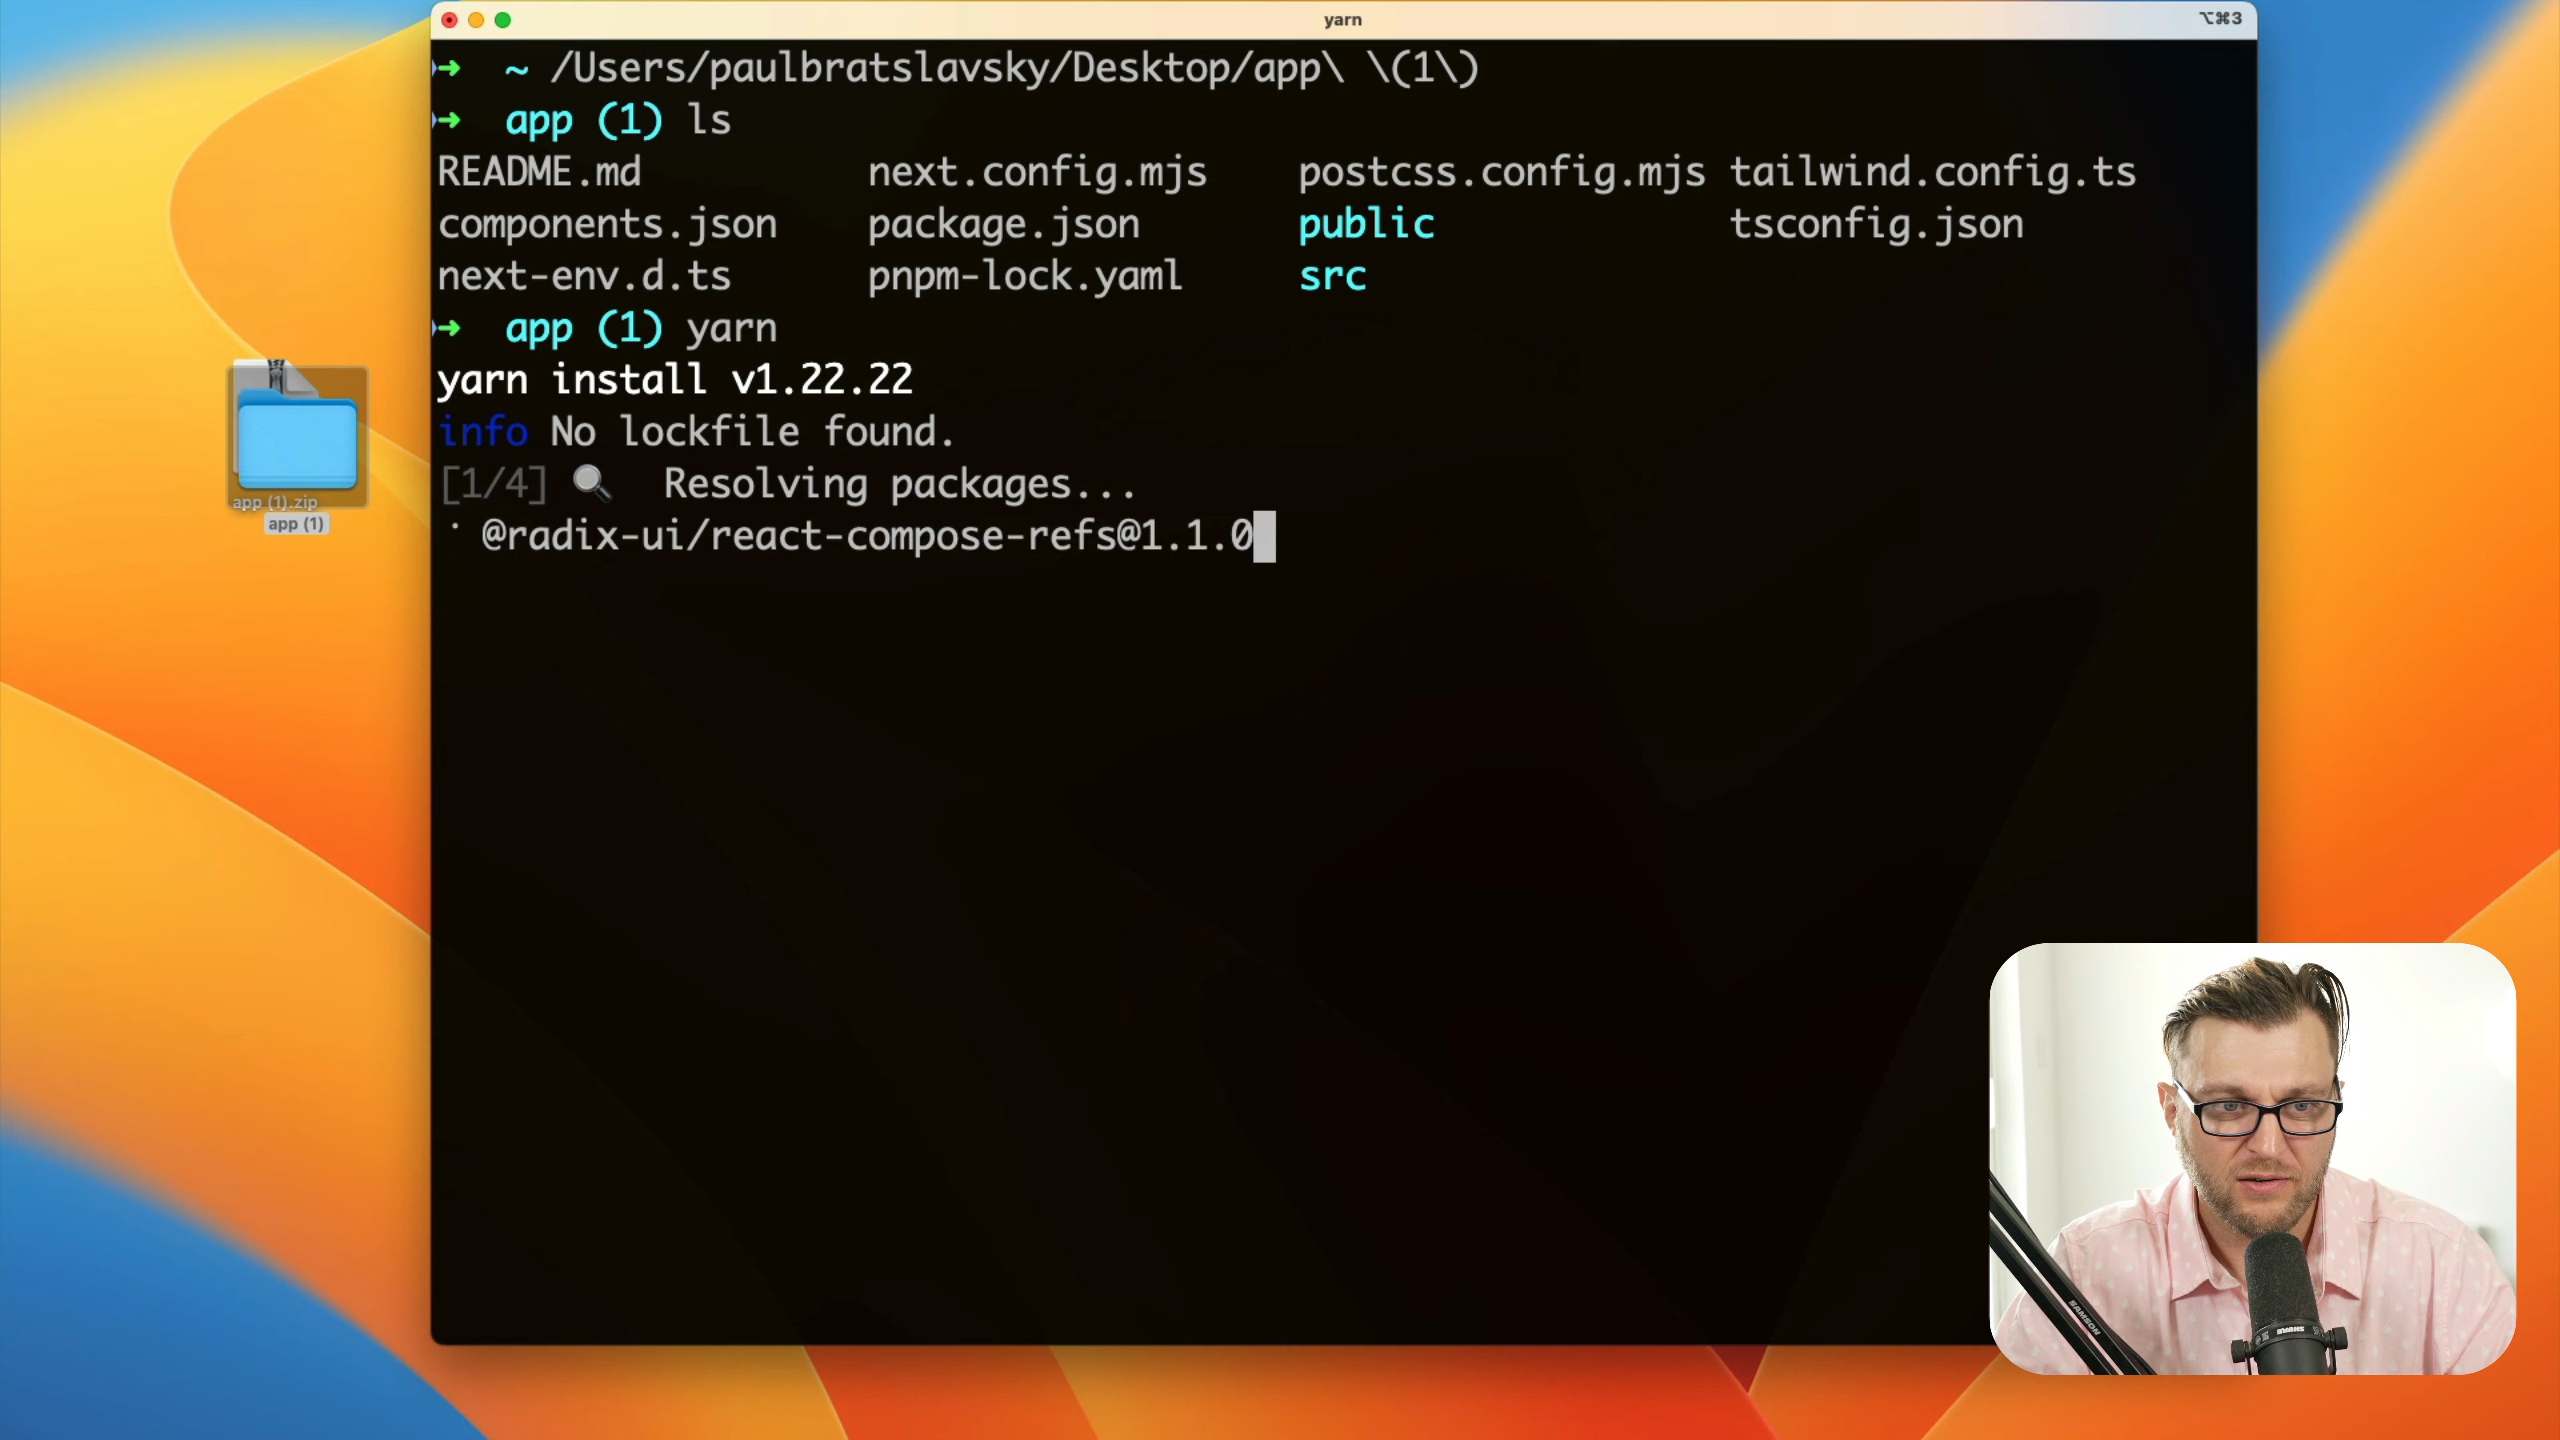 yarn
⌥⌘3
➜ ~ /Users/paulbratslavsky/Desktop/app\ \(1\)
➜ app (1) ls
README.md next.config.mjs postcss.config.mjs tailwind.config.ts
components.json package.json public tsconfig.json
next-env.d.ts pnpm-lock.yaml src
➜ app (1) yarn
yarn install v1.22.22
info No lockfile found.
[1/4] 🔍 Resolving packages...
⠁ @radix-ui/react-compose-refs@1.1.0
app (1).zip
app (1)
SAMSON
SHURE